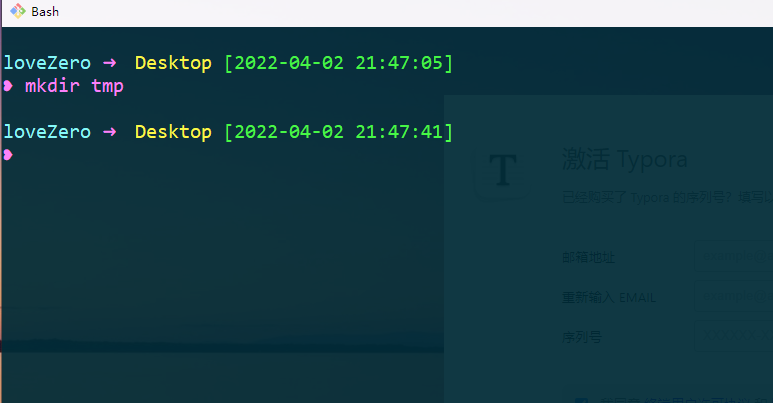 Bash
loveZero → Desktop [2022-04-02 21:47:05]
❥ mkdir tmp
loveZero → Desktop [2022-04-02 21:47:41]
❥
T
激活 Typora
已经购买了 Typora 的序列号？填写
邮箱地址
重新输入 EMAIL
序列号